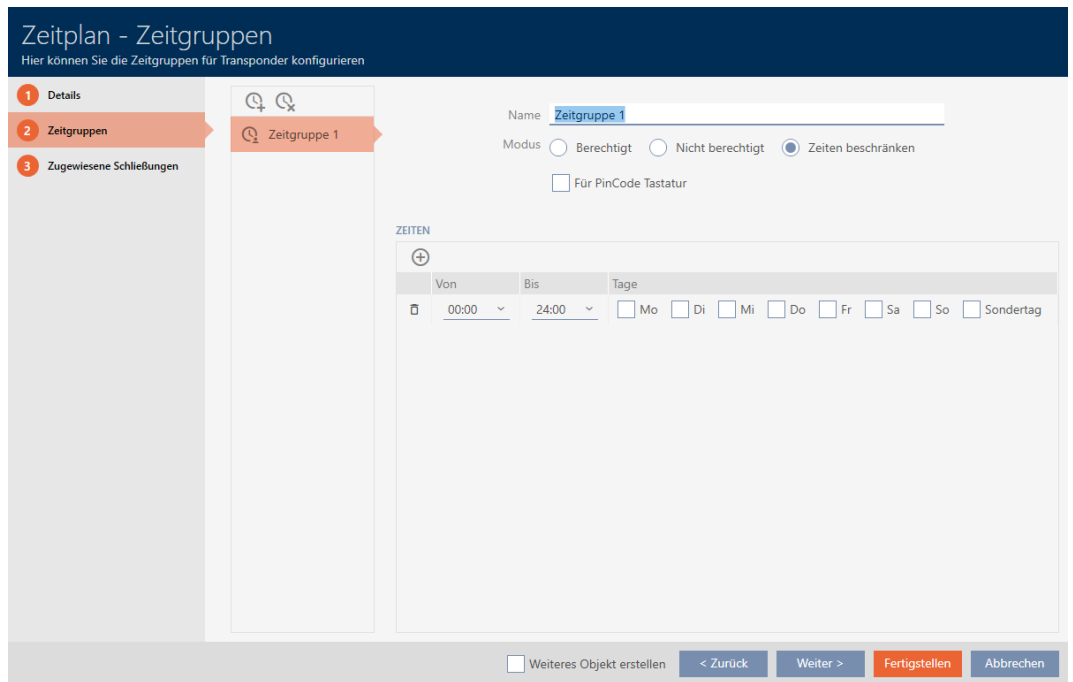 Zeitplan - Zeitgruppen
Hier können Sie die Zeitgruppen für Transponder konfigurieren
1 Details
2 Zeitgruppen
3 Zugewiesene Schließungen
Zeitgruppe 1
Name Zeitgruppe 1
Modus Berechtigt Nicht berechtigt Zeiten beschränken
Für PinCode Tastatur
ZEITEN
Von Bis Tage
00:00 24:00 Mo Di Mi Do Fr Sa So Sondertag
Weiteres Objekt erstellen < Zurück Weiter > Fertigstellen Abbrechen